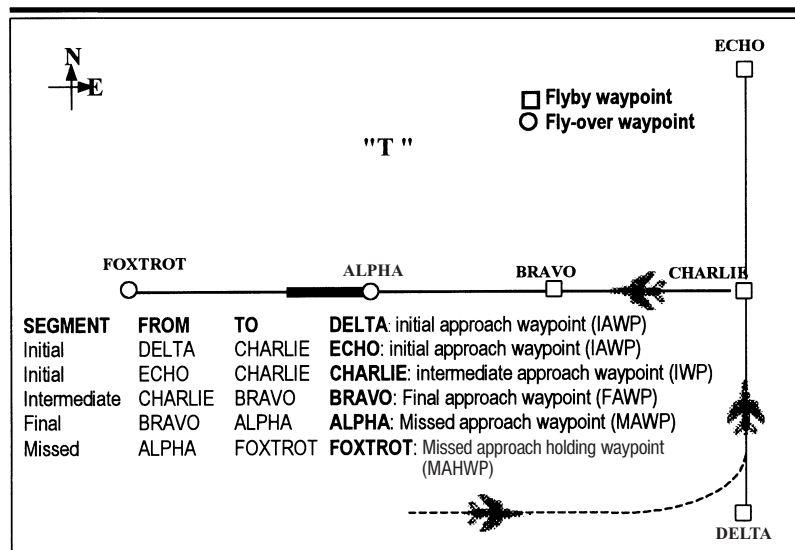 ECHO
N
E
Flyby waypoint
Fly-over waypoint
"T "
FOXTROT
ALPHA
BRAVO
CHARLIE
SEGMENT FROM TO DELTA: initial approach waypoint (IAWP)
Initial DELTA CHARLIE ECHO: initial approach waypoint (IAWP)
Initial ECHO CHARLIE CHARLIE: intermediate approach waypoint (IWP)
Intermediate CHARLIE BRAVO BRAVO: Final approach waypoint (FAWP)
Final BRAVO ALPHA ALPHA: Missed approach waypoint (MAWP)
Missed ALPHA FOXTROT FOXTROT: Missed approach holding waypoint
(MAHWP)
DELTA